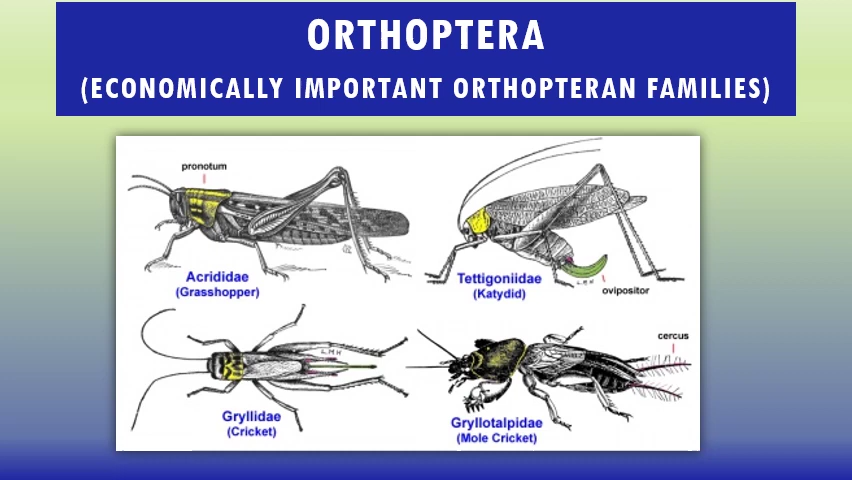 ORTHOPTERA
(ECONOMICALLY IMPORTANT ORTHOPTERAN FAMILIES)
pronotum
Acrididae
(Grasshopper)
Tettigoniidae
(Katydid)
L.M.H
ovipositor
L.M.H
Gryllidae
(Cricket)
cercus
Gryllotalpidae
(Mole Cricket)